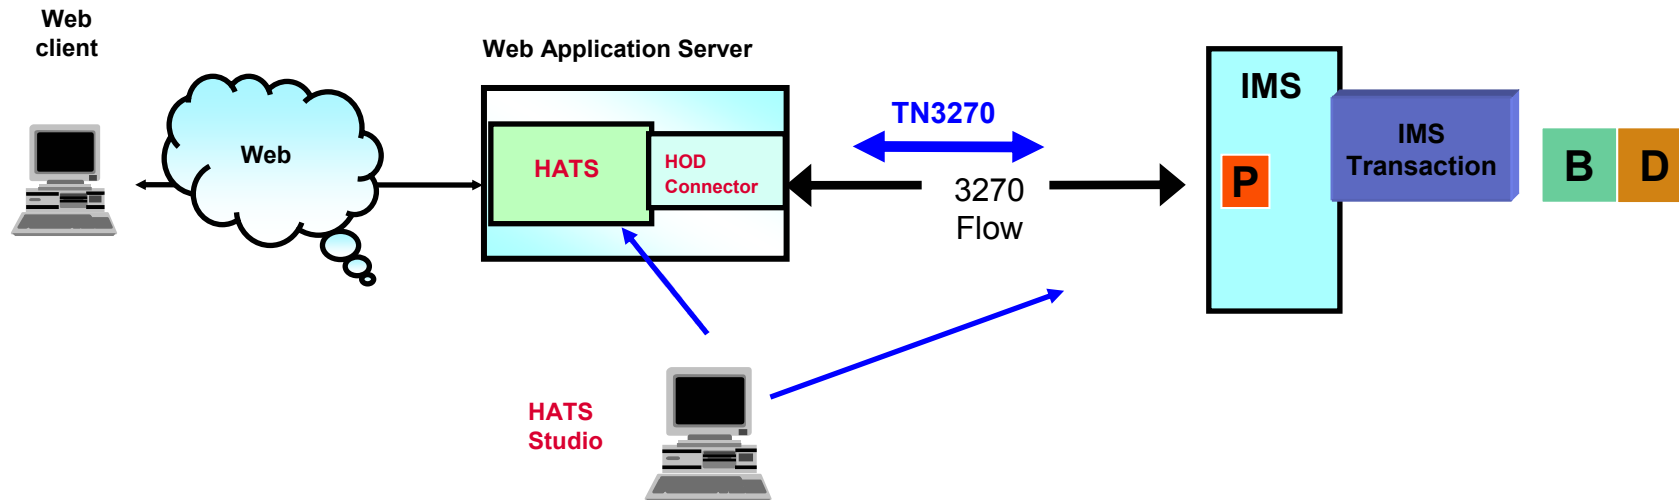 Web
client
Web
Web Application Server
HATS
HOD
Connector
TN3270
3270
Flow
IMS
P
IMS
Transaction
B
D
HATS
Studio